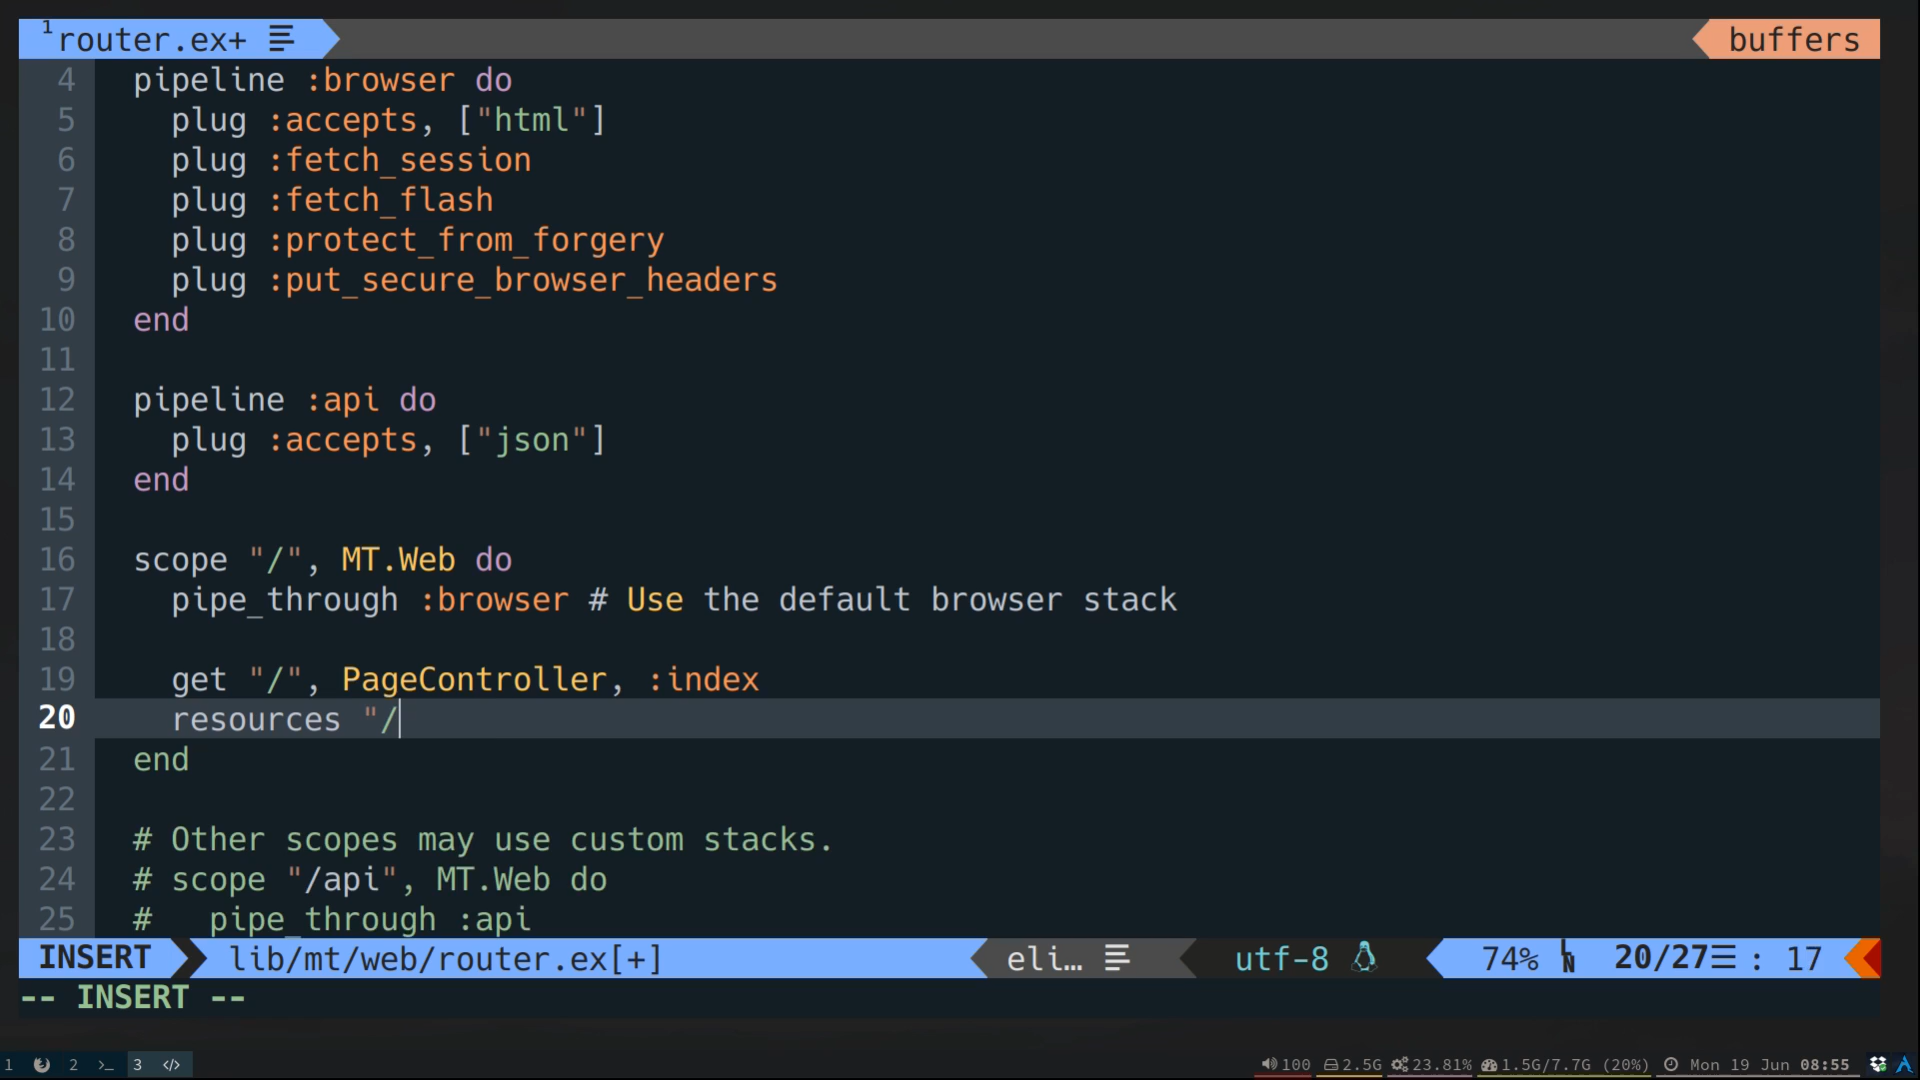 1router.ex+
buffers
4 pipeline :browser do
5 plug :accepts, ["html"]
6 plug :fetch_session
7 plug :fetch_flash
8 plug :protect_from_forgery
9 plug :put_secure_browser_headers
10 end
11
12 pipeline :api do
13 plug :accepts, ["json"]
14 end
15
16 scope "/", MT.Web do
17 pipe_through :browser # Use the default browser stack
18
19 get "/", PageController, :index
20 resources "/
21 end
22
23 # Other scopes may use custom stacks.
24 # scope "/api", MT.Web do
25 #   pipe_through :api
INSERT lib/mt/web/router.ex[+] eli… utf-8 74% LN 20/27☰ : 17
-- INSERT --
1 2 >_ 3 </> 100 2.5G 23.81% 1.5G/7.7G (20%) Mon 19 Jun 08:55